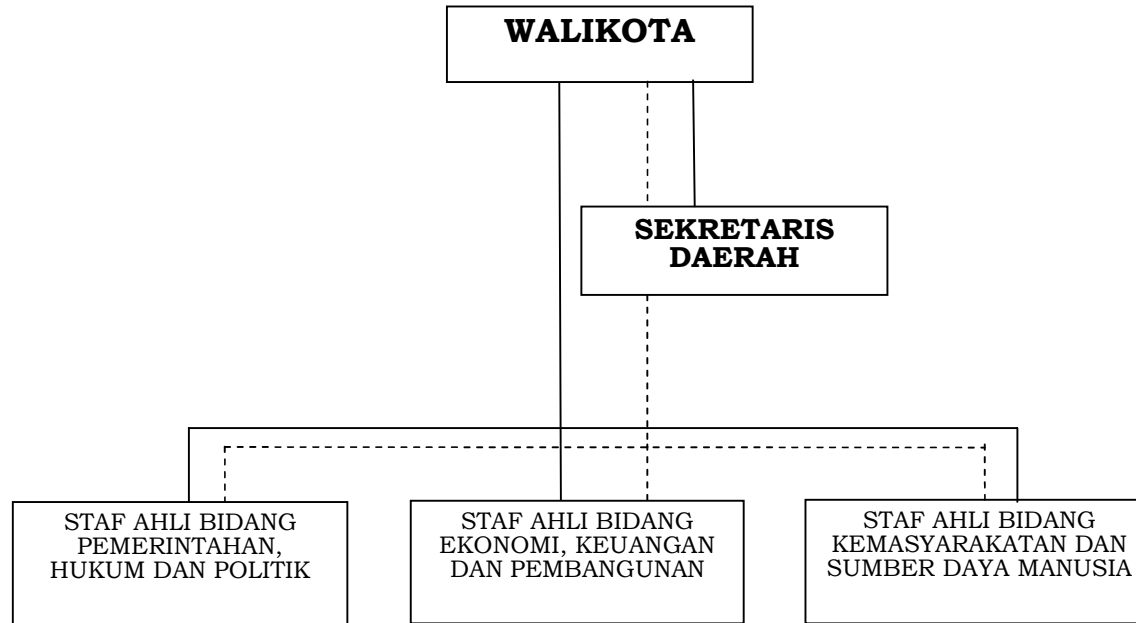 WALIKOTA
SEKRETARIS
DAERAH
STAF AHLI BIDANG
PEMERINTAHAN,
HUKUM DAN POLITIK
STAF AHLI BIDANG
EKONOMI, KEUANGAN
DAN PEMBANGUNAN
STAF AHLI BIDANG
KEMASYARAKATAN DAN
SUMBER DAYA MANUSIA